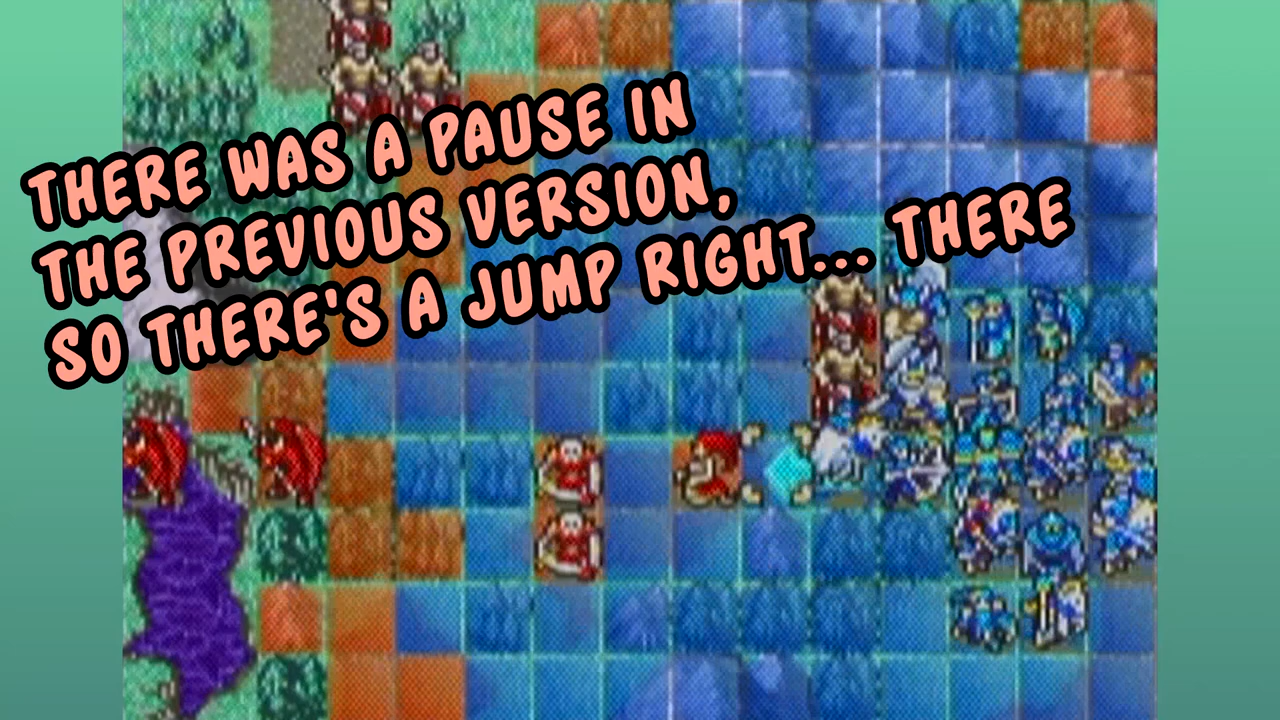 THERE WAS A PAUSE IN
THE PREVIOUS VERSION,
SO THERE'S A JUMP RIGHT... THERE